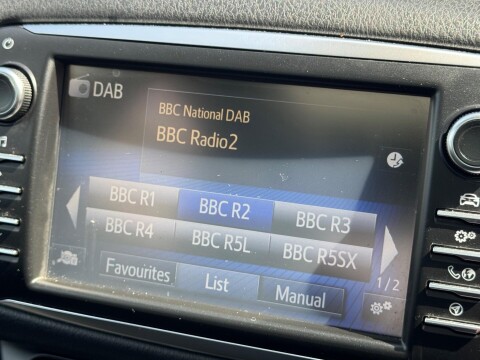 DAB
BBC National DAB
BBC Radio2
BBC R1 BBC R2 BBC R3
BBC R4 BBC R5L BBC R5SX
1/2
Favourites List Manual